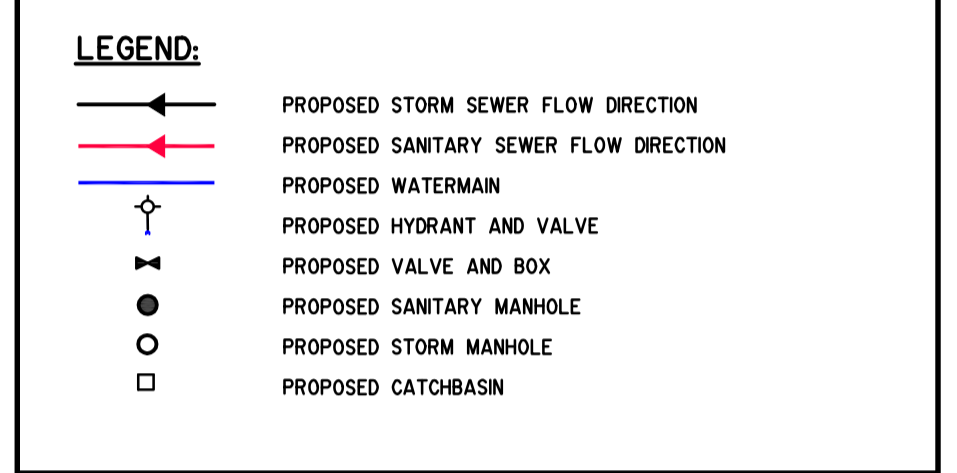 LEGEND:
PROPOSED STORM SEWER FLOW DIRECTION
PROPOSED SANITARY SEWER FLOW DIRECTION
PROPOSED WATERMAIN
PROPOSED HYDRANT AND VALVE
PROPOSED VALVE AND BOX
PROPOSED SANITARY MANHOLE
PROPOSED STORM MANHOLE
PROPOSED CATCHBASIN